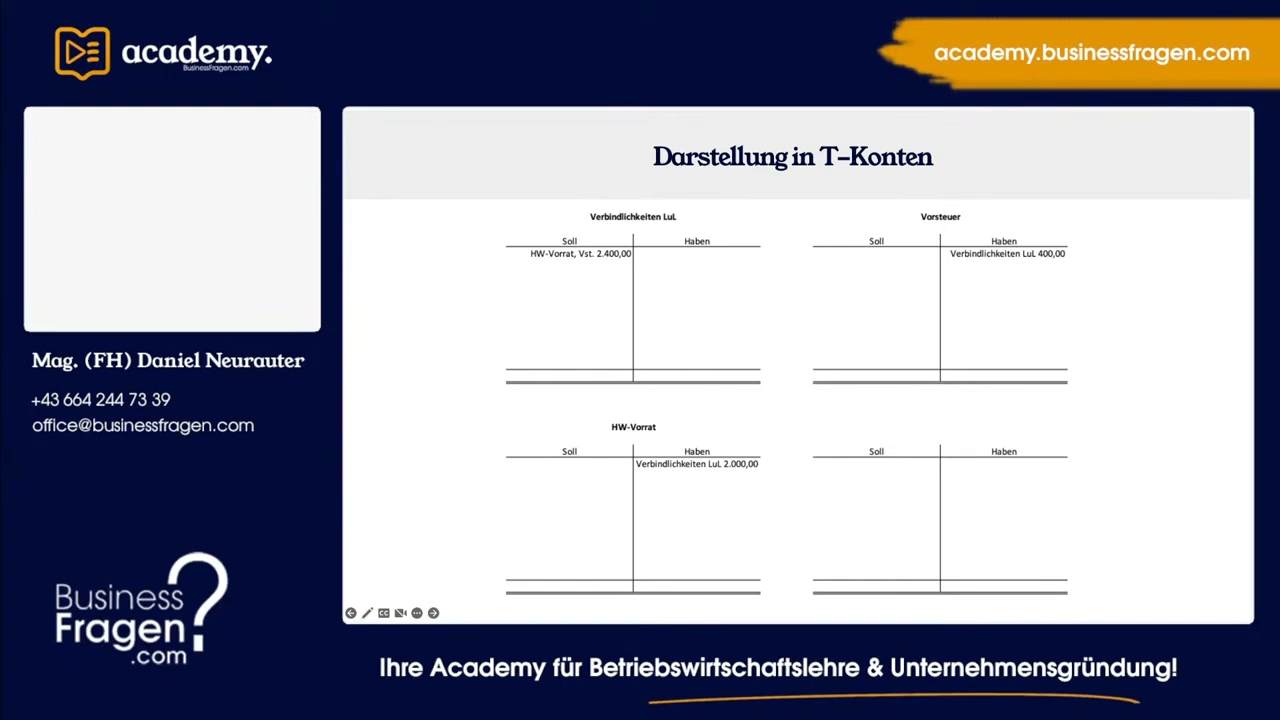 academy.
BusinessFragen.com
academy.businessfragen.com
Mag. (FH) Daniel Neurauter
+43 664 244 73 39
office@businessfragen.com
Business
Fragen
.com
?
Darstellung in T-Konten
Verbindlichkeiten LuL
Soll Haben
HW-Vorrat, Vst. 2.400,00
Vorsteuer
Soll Haben
Verbindlichkeiten LuL 400,00
HW-Vorrat
Soll Haben
Verbindlichkeiten LuL 2.000,00
Soll Haben
CC
Ihre Academy für Betriebswirtschaftslehre & Unternehmensgründung!